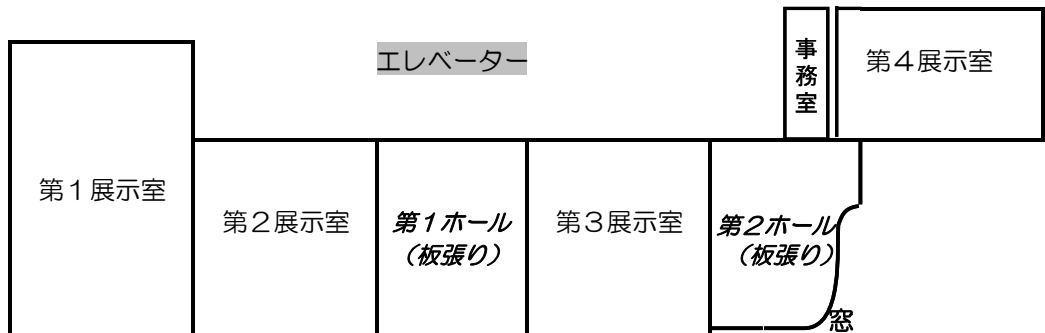 エレベーター
事務室
第４展示室
第１展示室
第２展示室
第１ホール
（板張り）
第３展示室
第２ホール
（板張り）
窓